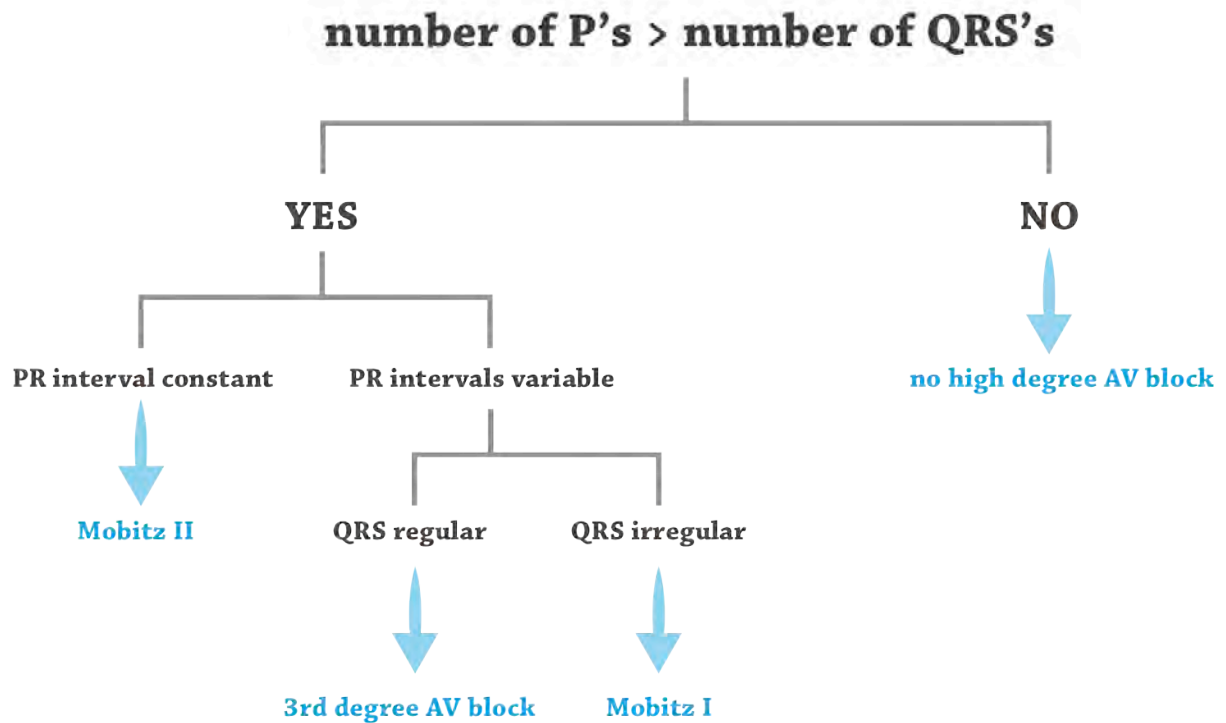 number of P's > number of QRS's
YES
NO
PR interval constant
PR intervals variable
no high degree AV block
Mobitz II
QRS regular
QRS irregular
3rd degree AV block
Mobitz I